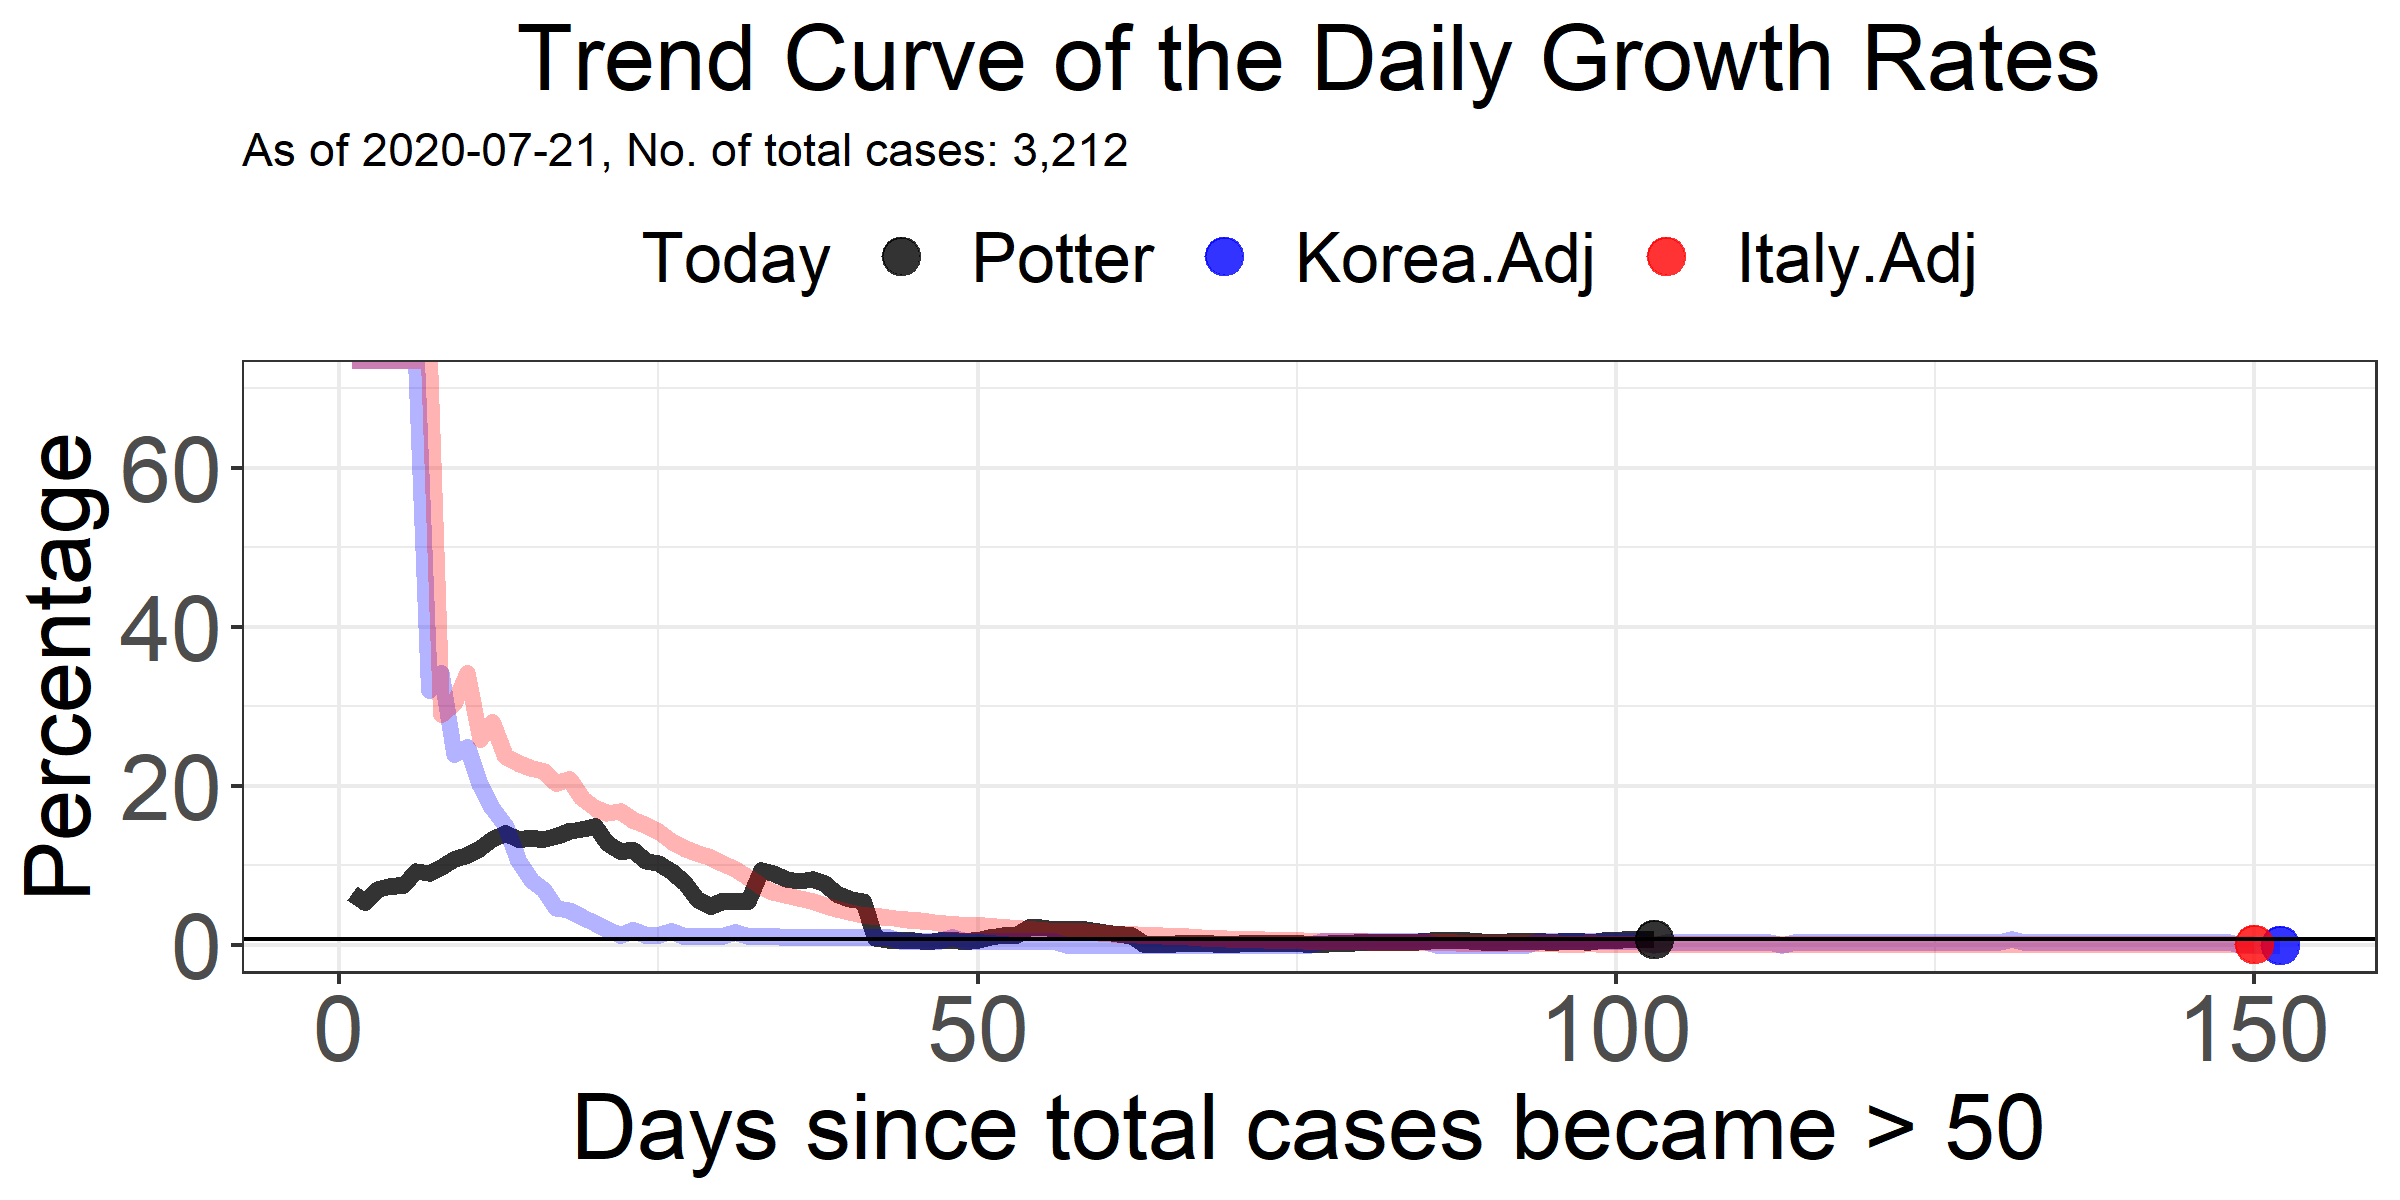 Trend Curve of the Daily Growth Rates
As of 2020-07-21, No. of total cases: 3,212
Today Potter Korea.Adj Italy.Adj
Percentage
60
40
20
0
0 50 100 150
Days since total cases became > 50